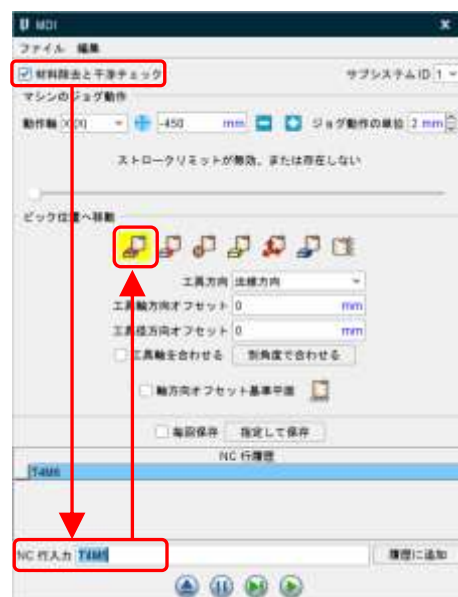 MDI
ファイル 編集
材料除去と干渉チェック サブシステムID 1
マシンのジョグ動作
動作軸 X(X) -450 mm ジョグ動作の単位 2 mm
ストロークリミットが無効、または存在しない
ピック位置へ移動
工具方向 法線方向
工具軸方向オフセット 0 mm
工具径方向オフセット 0 mm
工具軸を合わせる 別角度で合わせる
軸方向オフセット基準平面
毎回保存 指定して保存
NC 行履歴
T4M6
NC 行入力 T4M6 履歴に追加